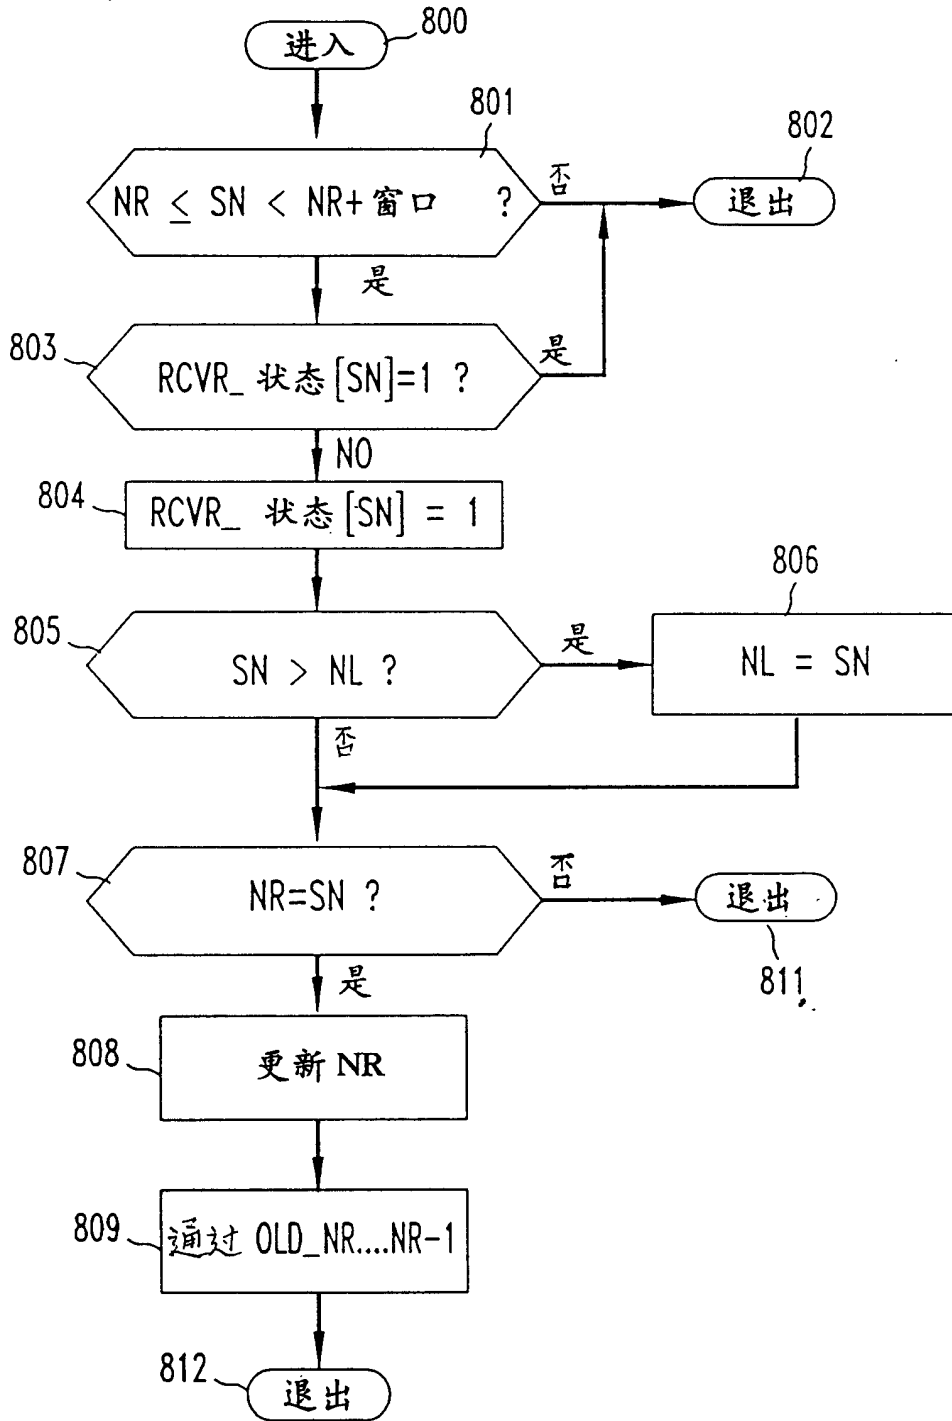 进入
800
801
NR ≤ SN < NR+窗口 ?
否
802
退出
是
803
RCVR_ 状态[SN]=1 ?
是
NO
804
RCVR_ 状态[SN] = 1
805
SN > NL ?
是
806
NL = SN
否
807
NR=SN ?
否
退出
811
是
808
更新 NR
809
通过 OLD_NR....NR-1
812
退出